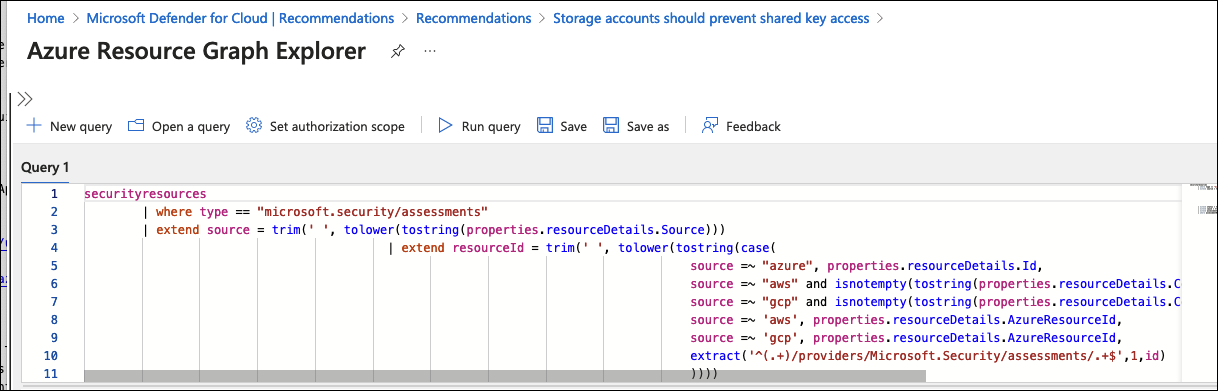 Home > Microsoft Defender for Cloud | Recommendations > Recommendations > Storage accounts should prevent shared key access >
Azure Resource Graph Explorer
New query Open a query Set authorization scope Run query Save Save as Feedback
Query 1
1 securityresources
2 | where type == "microsoft.security/assessments"
3 | extend source = trim(' ', tolower(tostring(properties.resourceDetails.Source)))
4 | extend resourceId = trim(' ', tolower(tostring(case(
5 source =~ "azure", properties.resourceDetails.Id,
6 source =~ "aws" and isnotempty(tostring(properties.resourceDetails.C
7 source =~ "gcp" and isnotempty(tostring(properties.resourceDetails.C
8 source =~ 'aws', properties.resourceDetails.AzureResourceId,
9 source =~ 'gcp', properties.resourceDetails.AzureResourceId,
10 extract('^(.+)/providers/Microsoft.Security/assessments/.+$',1,id)
11 ))))